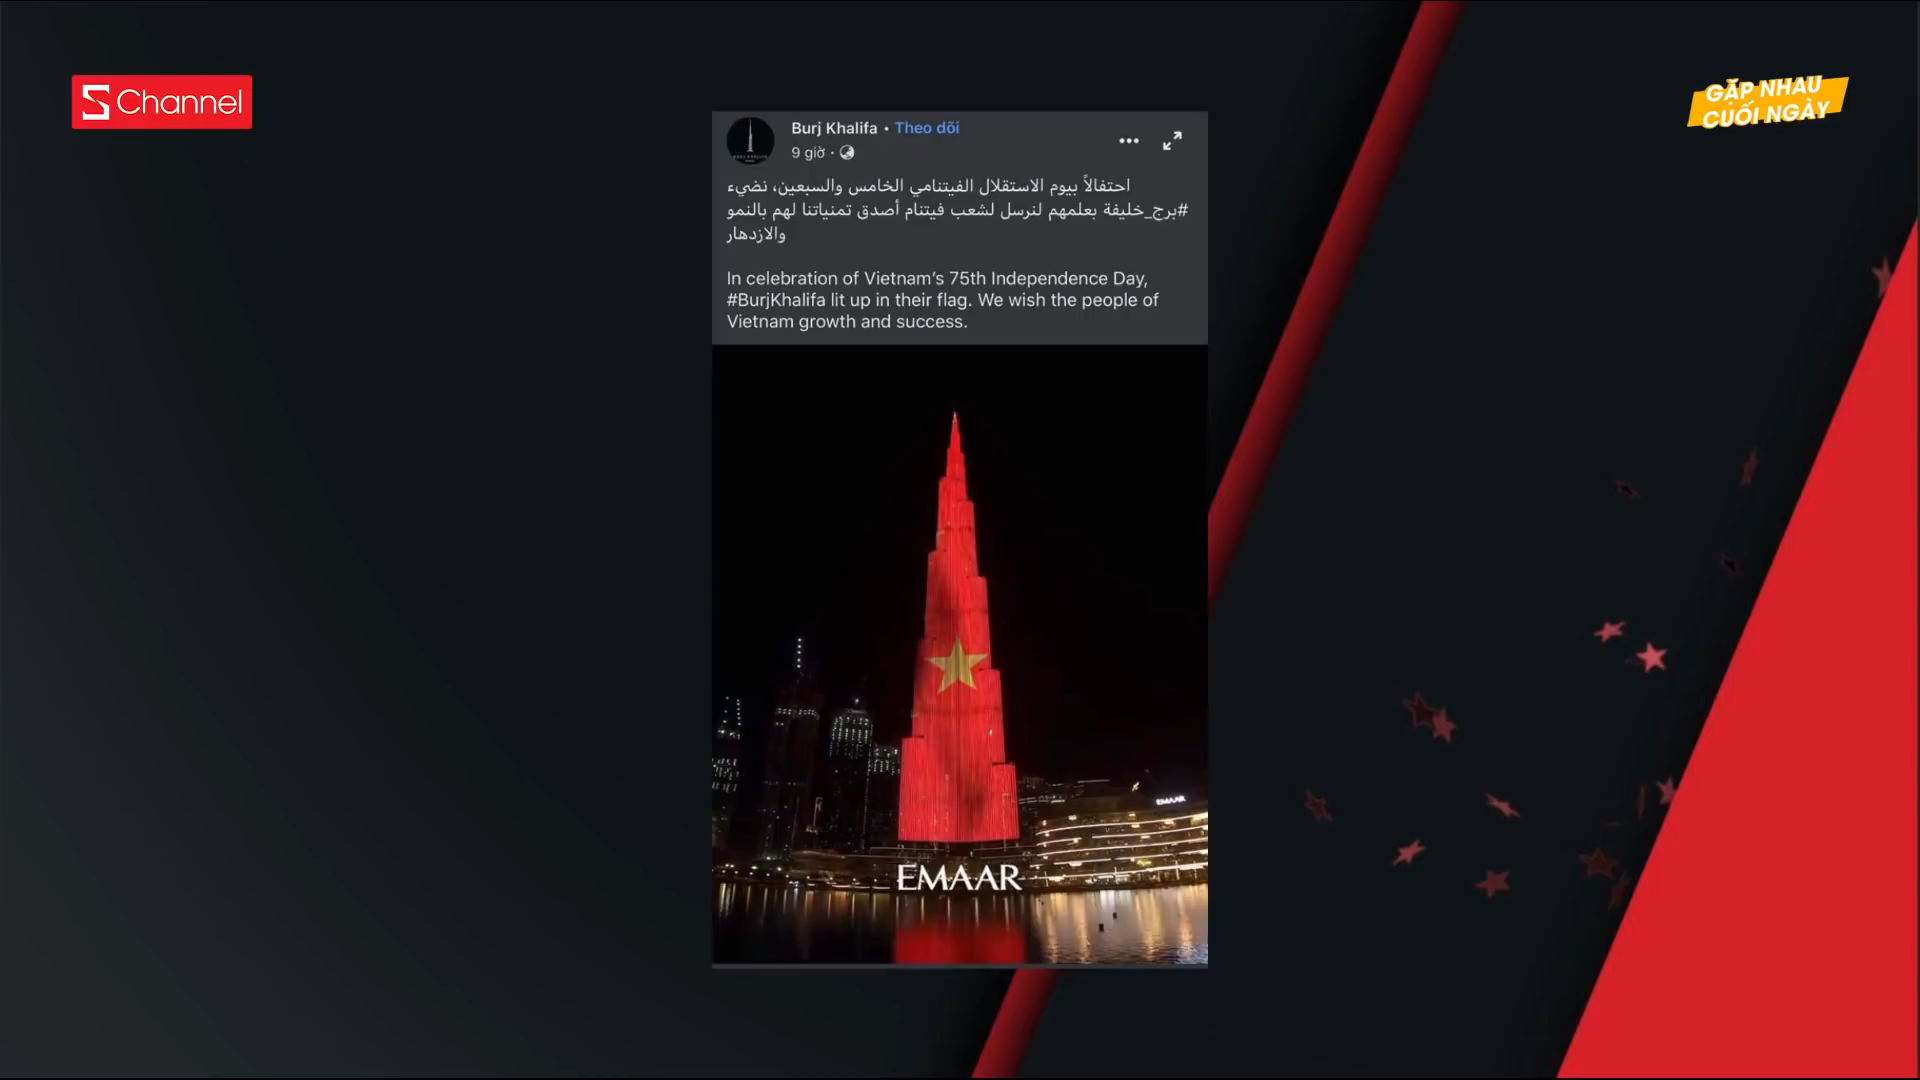 S Channel
GẶP NHAU
CUỐI NGÀY
Burj Khalifa • Theo dõi
9 giờ ·
احتفالاً بيوم الاستقلال الفيتنامي الخامس والسبعين، نضيء
#برج_خليفة بعلمهم لنرسل لشعب فيتنام أصدق تمنياتنا لهم بالنمو
والازدهار
In celebration of Vietnam’s 75th Independence Day,
#BurjKhalifa lit up in their flag. We wish the people of
Vietnam growth and success.
EMAAR
EMAAR